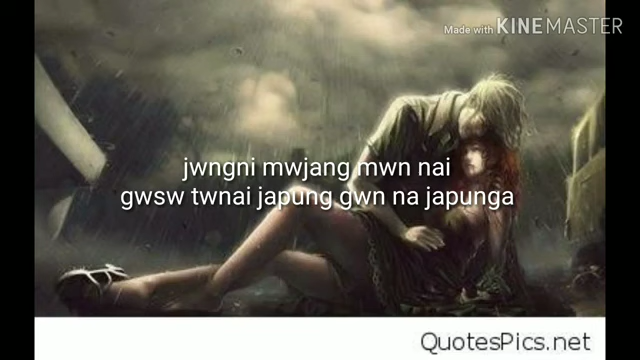 Made with KINEMASTER
jwngni mwjang mwn nai
gwsw twnai japung gwn na japunga
QuotesPics.net